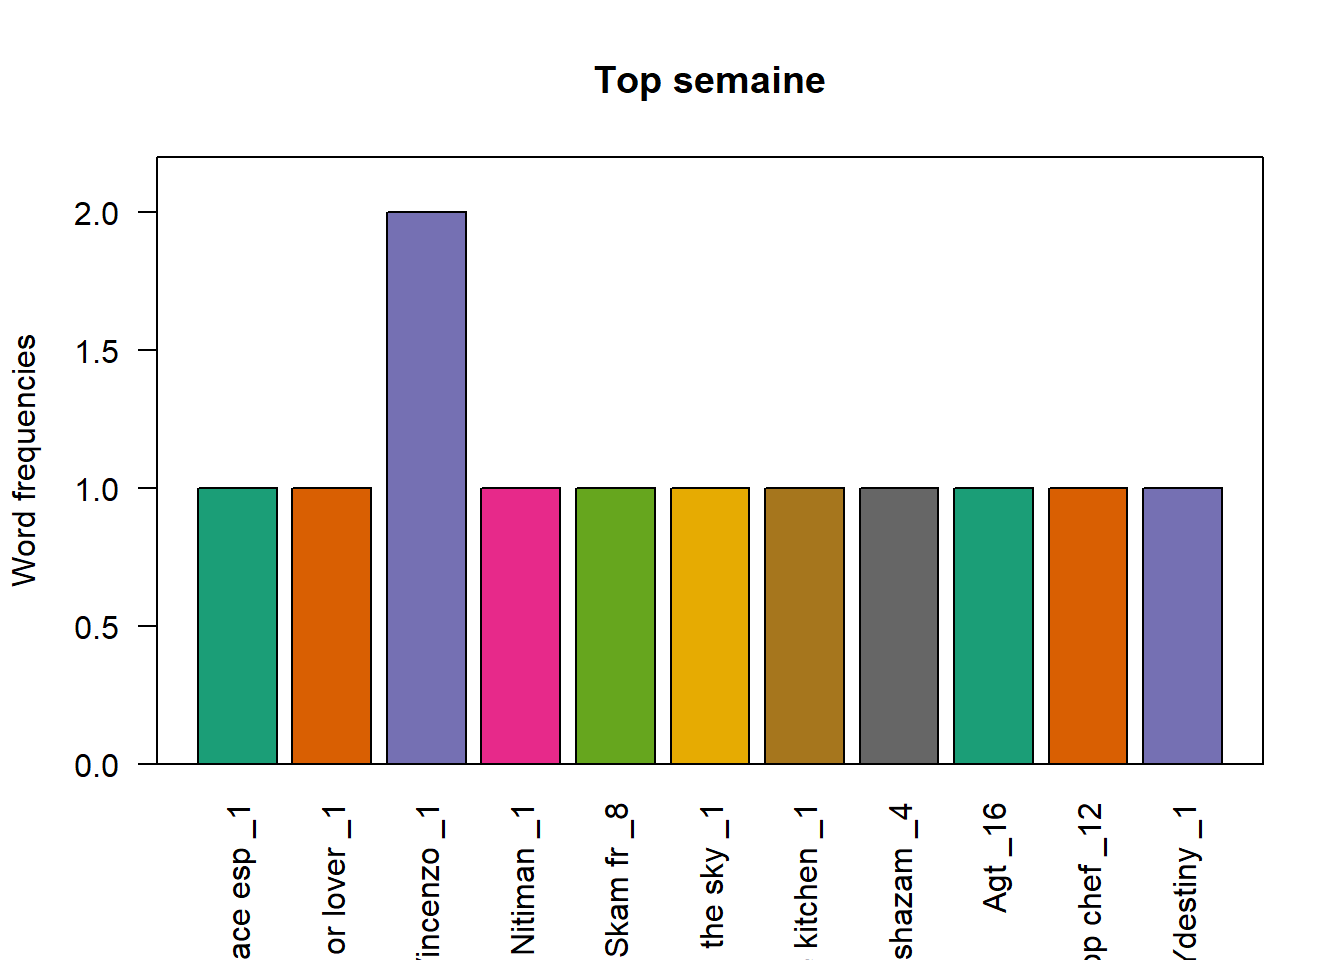 Top semaine
Word frequencies
2.0
1.5
1.0
0.5
0.0
ace esp _1
or lover _1
incenzo _1
Nitiman _1
Skam fr _8
the sky _1
kitchen _1
shazam _4
Agt _16
op chef _12
destiny _1